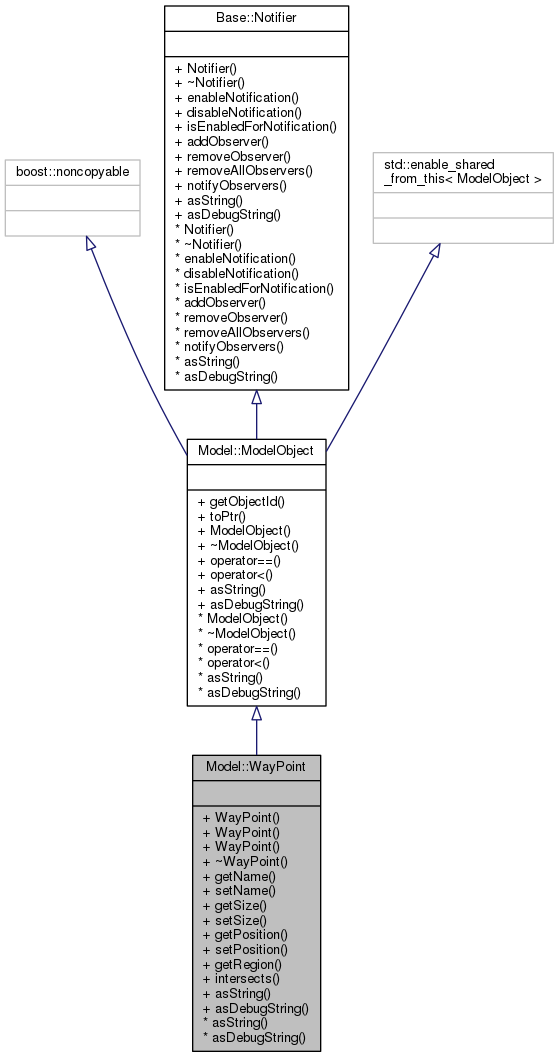 Base::Notifier
+ Notifier()
+ ~Notifier()
+ enableNotification()
+ disableNotification()
+ isEnabledForNotification()
+ addObserver()
+ removeObserver()
+ removeAllObservers()
+ notifyObservers()
+ asString()
+ asDebugString()
* Notifier()
* ~Notifier()
* enableNotification()
* disableNotification()
* isEnabledForNotification()
* addObserver()
* removeObserver()
* removeAllObservers()
* notifyObservers()
* asString()
* asDebugString()
boost::noncopyable
std::enable_shared
_from_this< ModelObject >
Model::ModelObject
+ getObjectId()
+ toPtr()
+ ModelObject()
+ ~ModelObject()
+ operator==()
+ operator<()
+ asString()
+ asDebugString()
* ModelObject()
* ~ModelObject()
* operator==()
* operator<()
* asString()
* asDebugString()
Model::WayPoint
+ WayPoint()
+ WayPoint()
+ WayPoint()
+ ~WayPoint()
+ getName()
+ setName()
+ getSize()
+ setSize()
+ getPosition()
+ setPosition()
+ getRegion()
+ intersects()
+ asString()
+ asDebugString()
* asString()
* asDebugString()